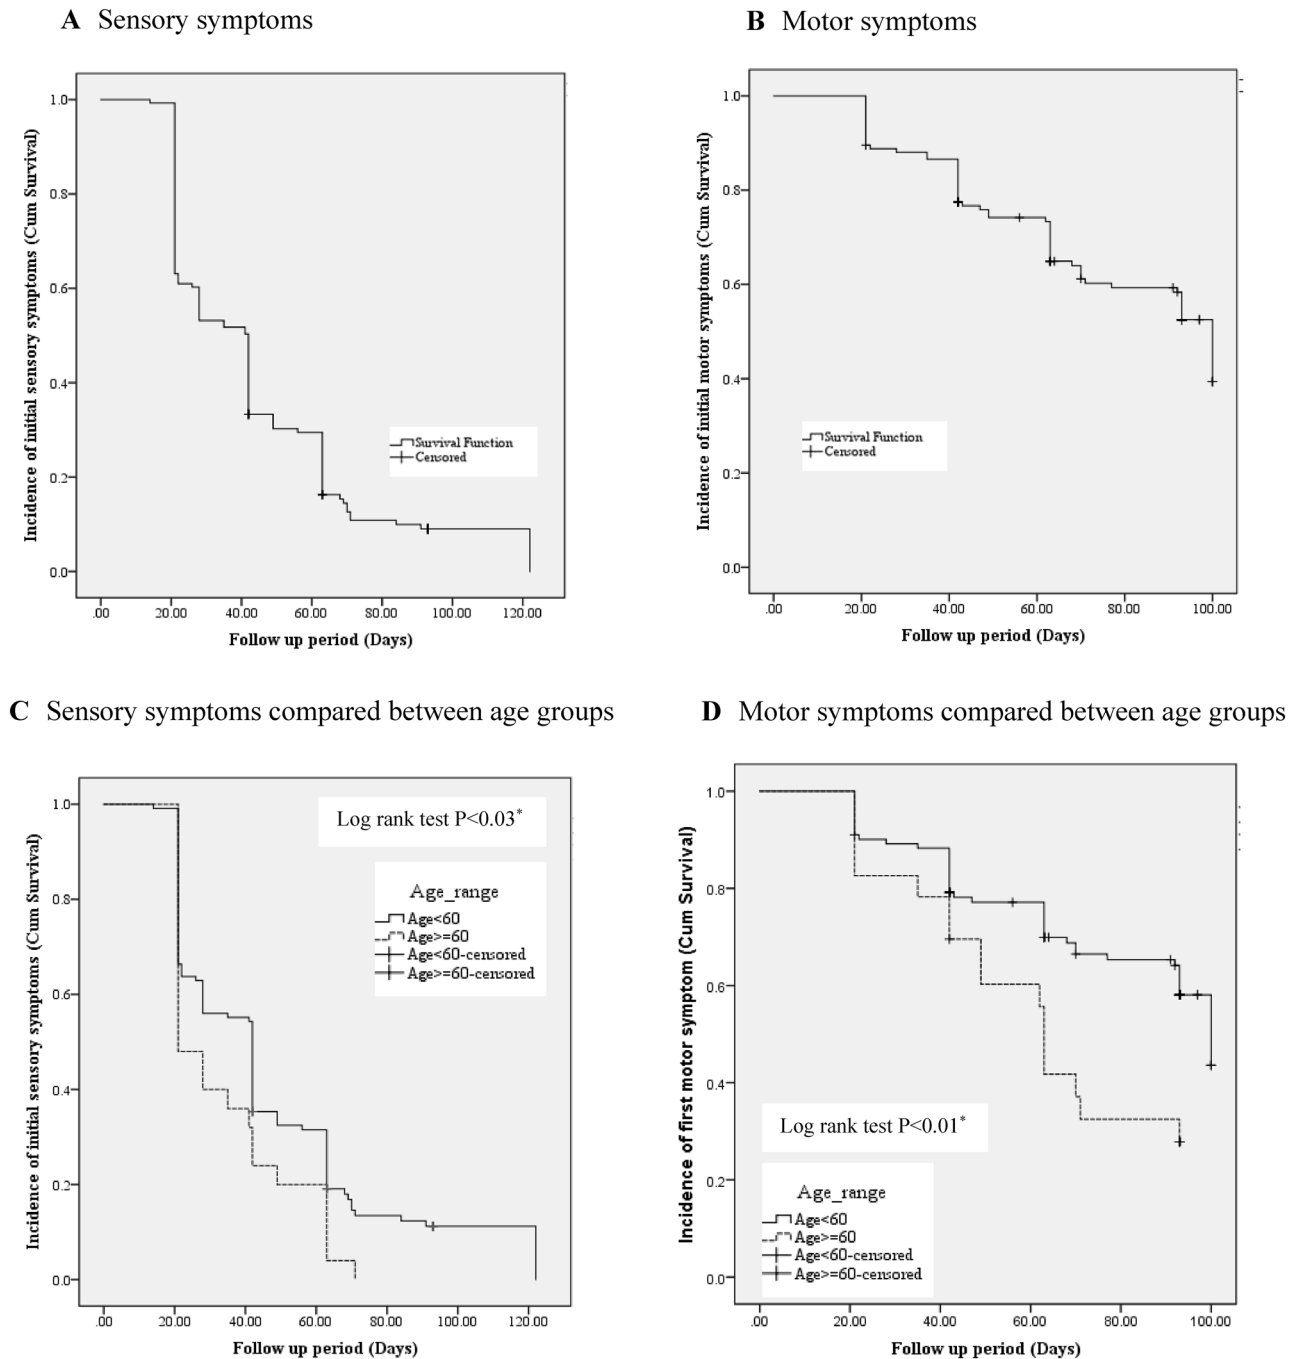 A Sensory symptoms
Incidence of initial sensory symptoms (Cum Survival)
1.0
0.8
0.6
0.4
0.2
0.0
Survival Function
Censored
.00 20.00 40.00 60.00 80.00 100.00 120.00
Follow up period (Days)
B Motor symptoms
Incidence of initial motor symptoms (Cum Survival)
1.0
0.8
0.6
0.4
0.2
0.0
Survival Function
Censored
.00 20.00 40.00 60.00 80.00 100.00
Follow up period (Days)
C Sensory symptoms compared between age groups
Incidence of initial sensory symptoms (Cum Survival)
1.0
0.8
0.6
0.4
0.2
0.0
Log rank test P<0.03*
Age_range
Age<60
Age>=60
Age<60-censored
Age>=60-censored
.00 20.00 40.00 60.00 80.00 100.00 120.00
Follow up period (Days)
D Motor symptoms compared between age groups
Incidence of first motor symptom (Cum Survival)
1.0
0.8
0.6
0.4
0.2
0.0
Log rank test P<0.01*
Age_range
Age<60
Age>=60
Age<60-censored
Age>=60-censored
.00 20.00 40.00 60.00 80.00 100.00
Follow up period (Days)